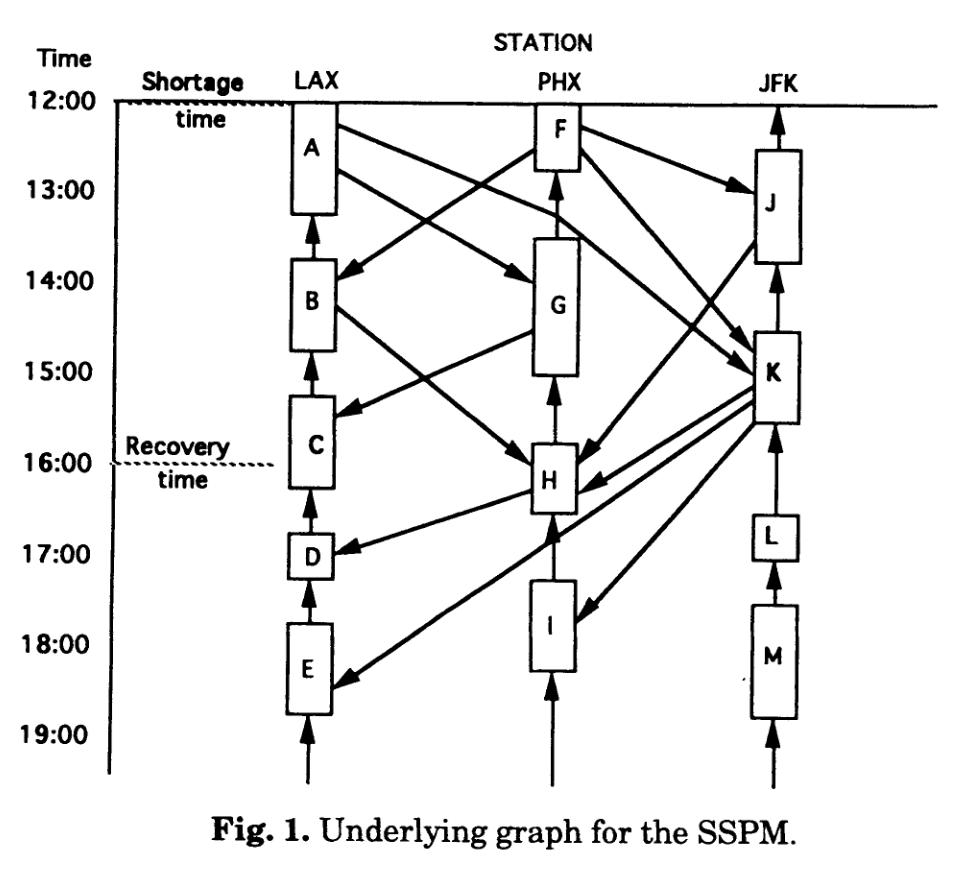 STATION
Time
Shortage
time
LAX
PHX
JFK
12:00
A
F
13:00
J
14:00
B
G
15:00
K
C
Recovery
time
16:00
H
17:00
D
L
18:00
E
I
M
19:00
Fig. 1. Underlying graph for the SSPM.